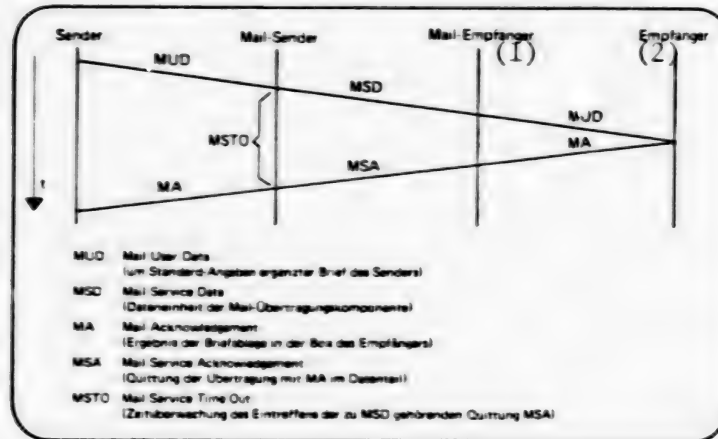 Sender Mail-Sender Mail-Empfänger (1) Empfänger (2)
MUD
MSD
MUD
MSTO
MA
MSA
MA
t
MUD Mail User Data
(um Standard-Angaben ergänzter Brief des Senders)
MSD Mail Service Data
(Dateneinheit der Mail-Übertragungskomponente)
MA Mail Acknowledgement
(Ergebnis der Briefablege in der Box des Empfängers)
MSA Mail Service Acknowledgement
(Quittung der Übertragung mit MA im Datenteil)
MSTO Mail Service Time Out
(Zeitüberwachung des Eintreffens der zu MSD gehörenden Quittung MSA)